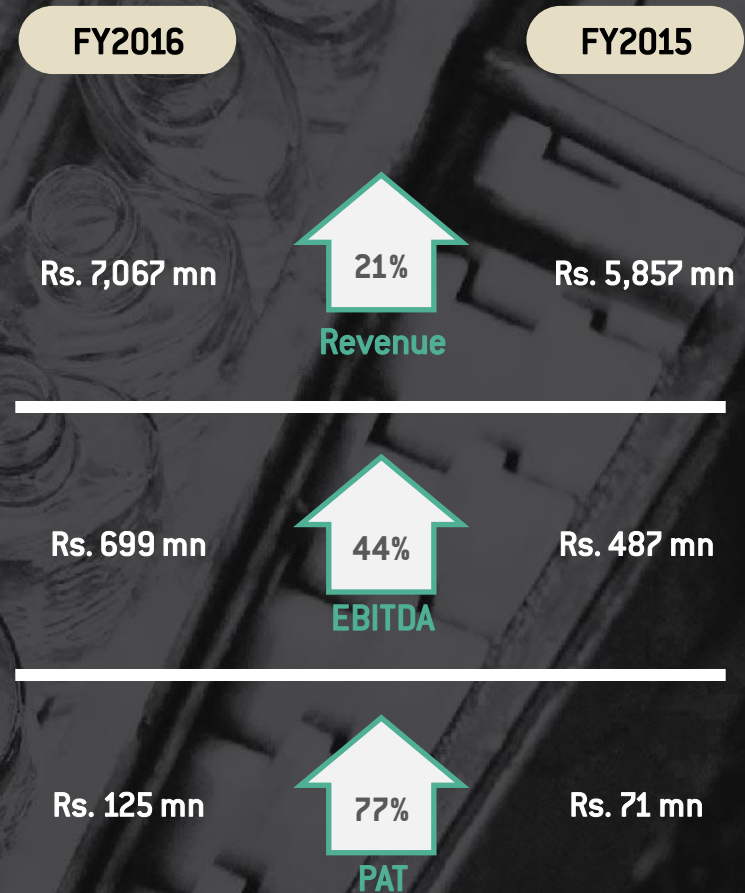 FY2016 FY2015
21%
Rs. 7,067 mn Rs. 5,857 mn
Revenue
Rs. 699 mn 44% Rs. 487 mn
EBITDA
Rs. 125 mn 77% Rs. 71 mn
PAT